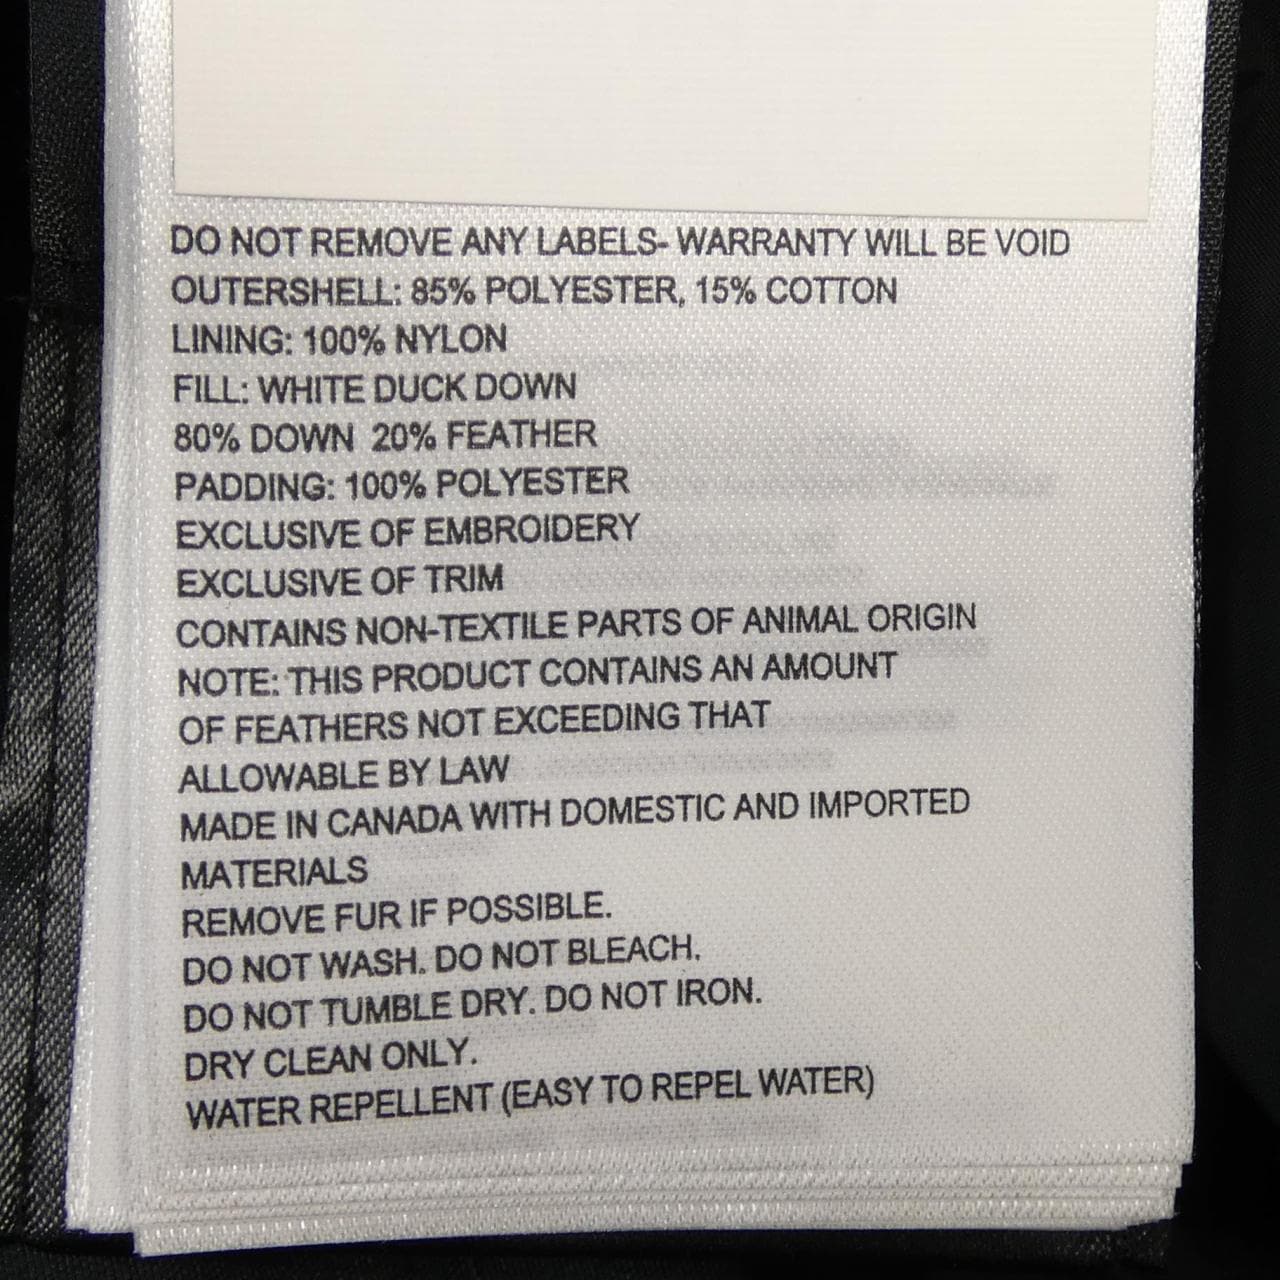 DO NOT REMOVE ANY LABELS- WARRANTY WILL BE VOID
OUTERSHELL: 85% POLYESTER, 15% COTTON
LINING: 100% NYLON
FILL: WHITE DUCK DOWN
80% DOWN 20% FEATHER
PADDING: 100% POLYESTER
EXCLUSIVE OF EMBROIDERY
EXCLUSIVE OF TRIM
CONTAINS NON-TEXTILE PARTS OF ANIMAL ORIGIN
NOTE: THIS PRODUCT CONTAINS AN AMOUNT
OF FEATHERS NOT EXCEEDING THAT
ALLOWABLE BY LAW
MADE IN CANADA WITH DOMESTIC AND IMPORTED
MATERIALS
REMOVE FUR IF POSSIBLE.
DO NOT WASH. DO NOT BLEACH.
DO NOT TUMBLE DRY. DO NOT IRON.
DRY CLEAN ONLY.
WATER REPELLENT (EASY TO REPEL WATER)